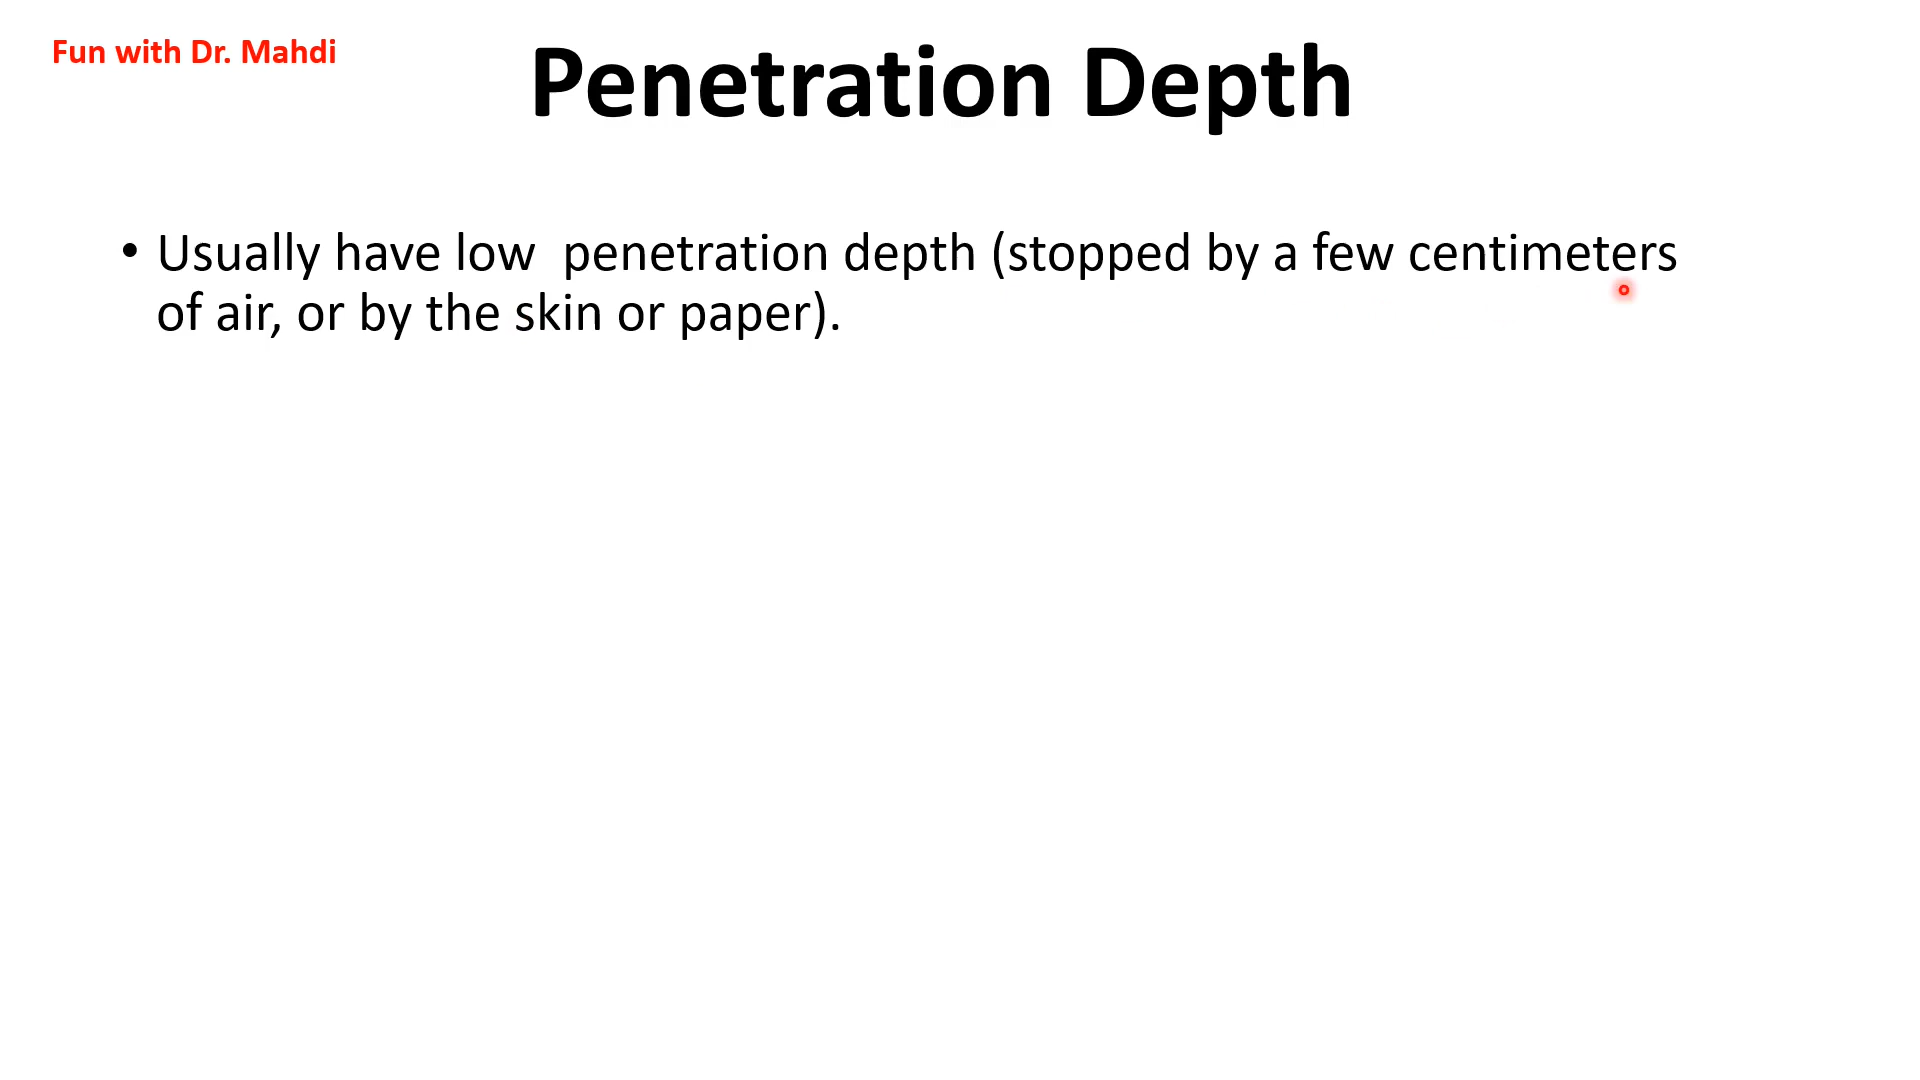 Fun with Dr. Mahdi
Penetration Depth
• Usually have low  penetration depth (stopped by a few centimeters
of air, or by the skin or paper).